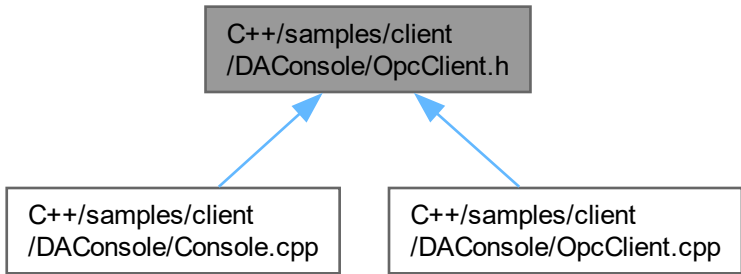 C++/samples/client
/DAConsole/OpcClient.h
C++/samples/client
/DAConsole/Console.cpp
C++/samples/client
/DAConsole/OpcClient.cpp